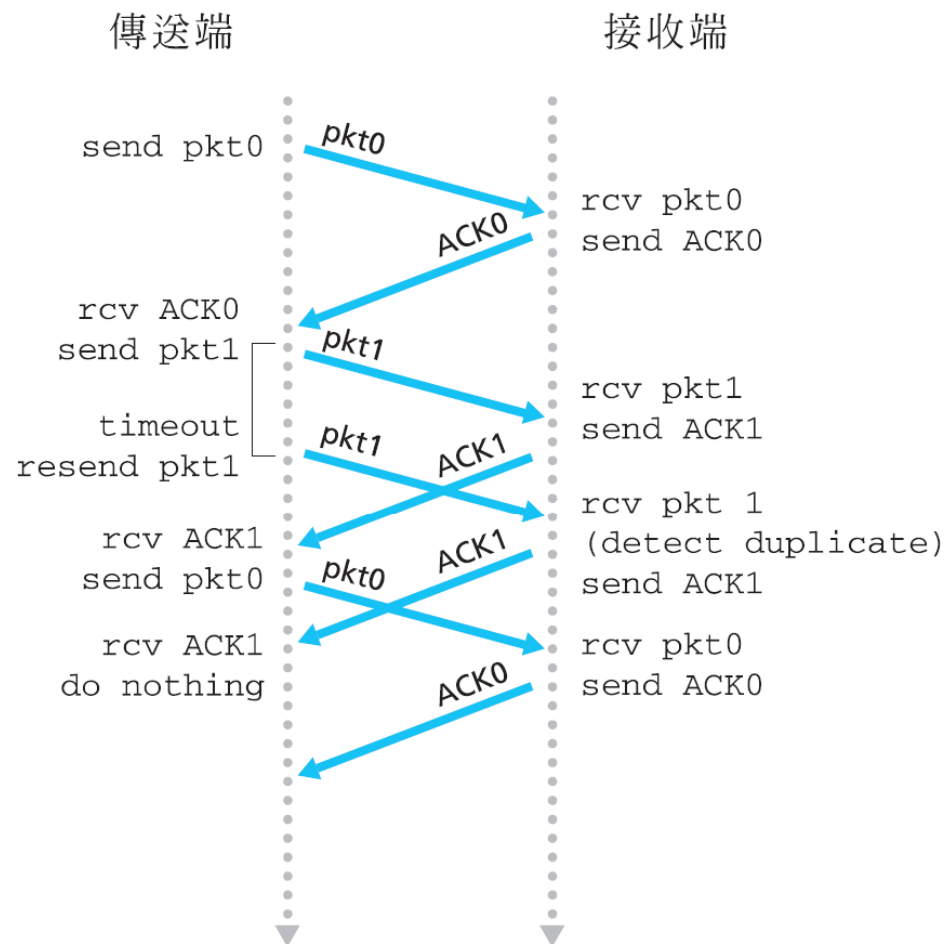 傳送端
接收端
send pkt0
pkt0
rcv pkt0
send ACK0
ACK0
rcv ACK0
send pkt1
pkt1
rcv pkt1
send ACK1
timeout
resend pkt1
pkt1
ACK1
rcv pkt 1
(detect duplicate)
send ACK1
rcv ACK1
send pkt0
pkt0
ACK1
rcv ACK1
do nothing
rcv pkt0
send ACK0
ACK0